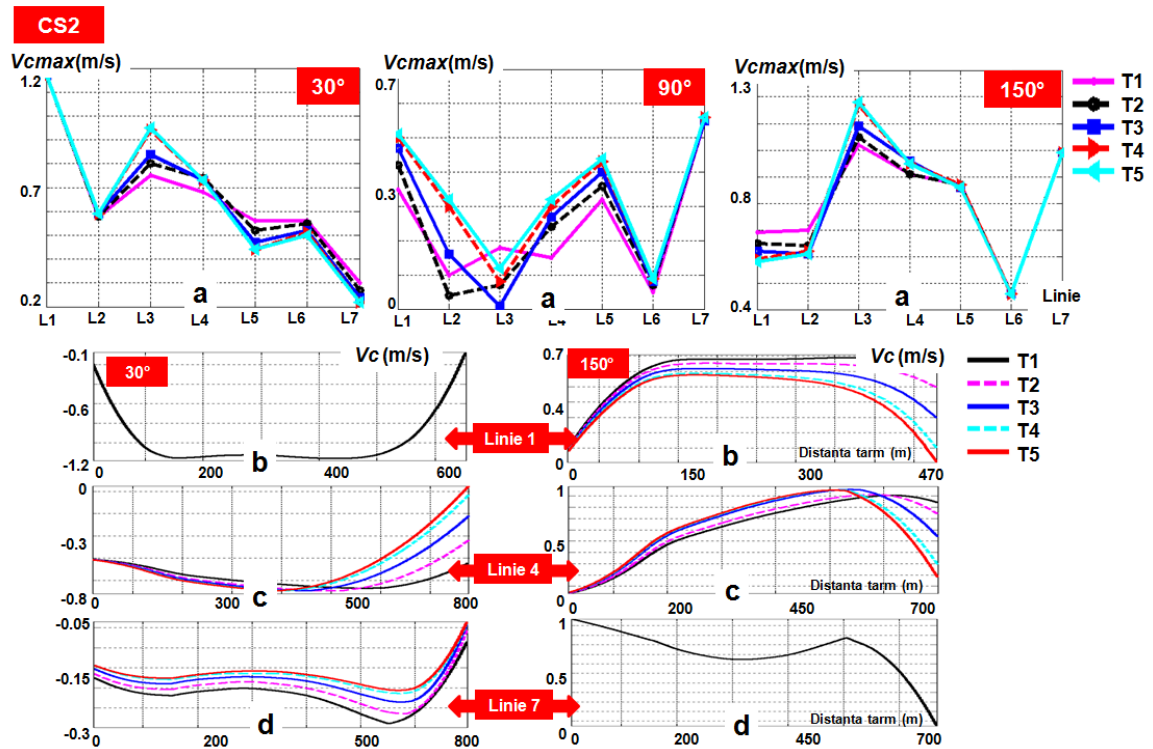 CS2
Vcmax(m/s)
30°
1.2
0.7
0.2
a
L1 L2 L3 L4 L5 L6 L7
Vcmax(m/s)
90°
0.7
0.3
0
a
L1 L2 L3 L4 L5 L6 L7
Vcmax(m/s)
150°
1.3
0.8
0.4
a
Linie
L1 L2 L3 L4 L5 L6 L7
T1
T2
T3
T4
T5
Vc (m/s)
30°
-0.1
-0.6
-1.2
b
0 200 400 600
Linie 1
Vc (m/s)
150°
0.7
0.4
0
b
Distanta tarm (m)
0 150 300 470
T1
T2
T3
T4
T5
0
-0.3
-0.8
c
0 300 500 800
Linie 4
1
0.5
0
c
Distanta tarm (m)
0 200 450 700
-0.05
-0.15
-0.3
d
0 200 500 800
Linie 7
1
0.5
0
d
Distanta tarm (m)
0 200 450 700